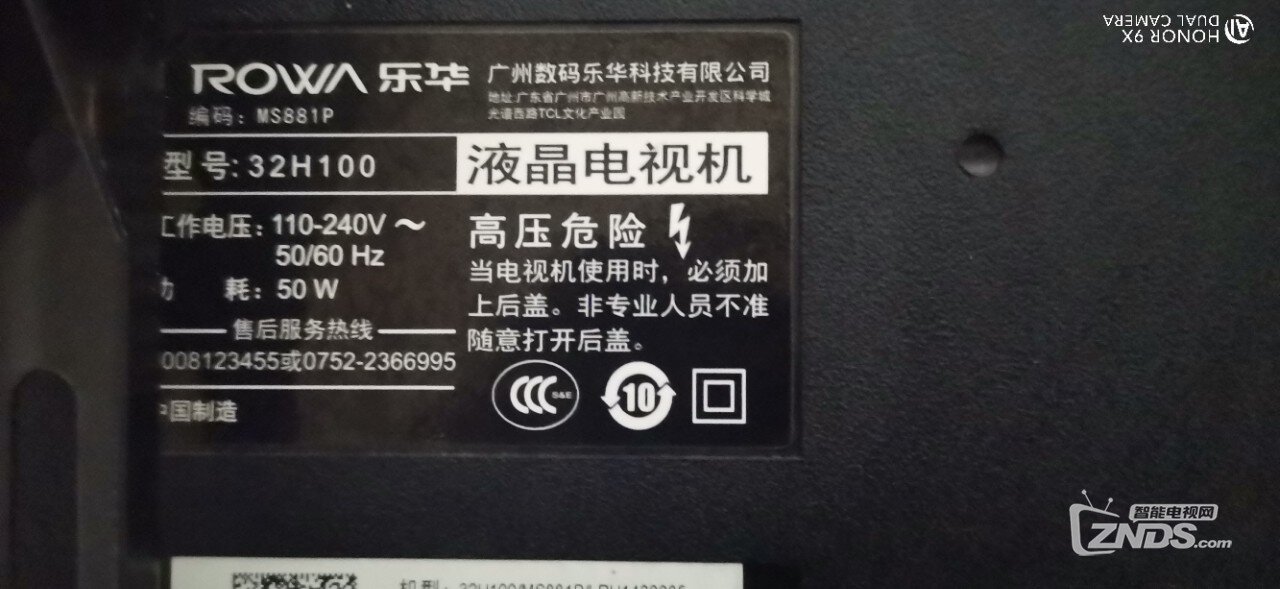 ROWA 乐华
广州数码乐华科技有限公司
地址:广东省广州市广州高新技术产业开发区科学城
光谱西路TCL文化产业园
编码：MS881P
型号:32H100
液晶电视机
工作电压: 110-240V～
50/60 Hz
耗: 50 W
售后服务热线
008123455或0752-2366995
中国制造
高压危险
当电视机使用时，必须加
上后盖。非专业人员不准
随意打开后盖。
CCC S&E
10
HONOR 9X
AI DUAL CAMERA
智能电视网
ZNDS.com
机型: